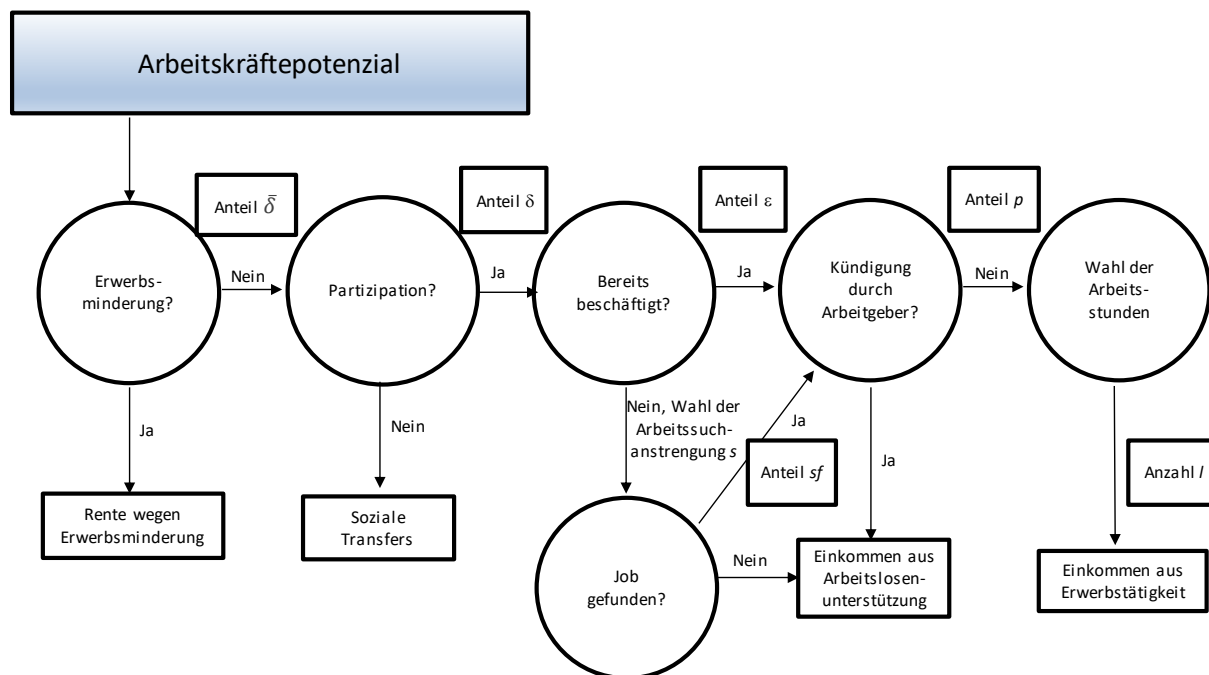 Arbeitskräftepotenzial
Anteil δ̄
Anteil δ
Anteil ε
Anteil p
Erwerbs-
minderung?
Nein
Partizipation?
Ja
Bereits
beschäftigt?
Ja
Kündigung
durch
Arbeitgeber?
Nein
Wahl der
Arbeits-
stunden
Ja
Nein
Nein, Wahl der
Arbeitssuch-
anstrengung s
Ja
Anteil sf
Ja
Anzahl l
Rente wegen
Erwerbsminderung
Soziale
Transfers
Job
gefunden?
Nein
Einkommen aus
Arbeitslosen-
unterstützung
Einkommen aus
Erwerbstätigkeit